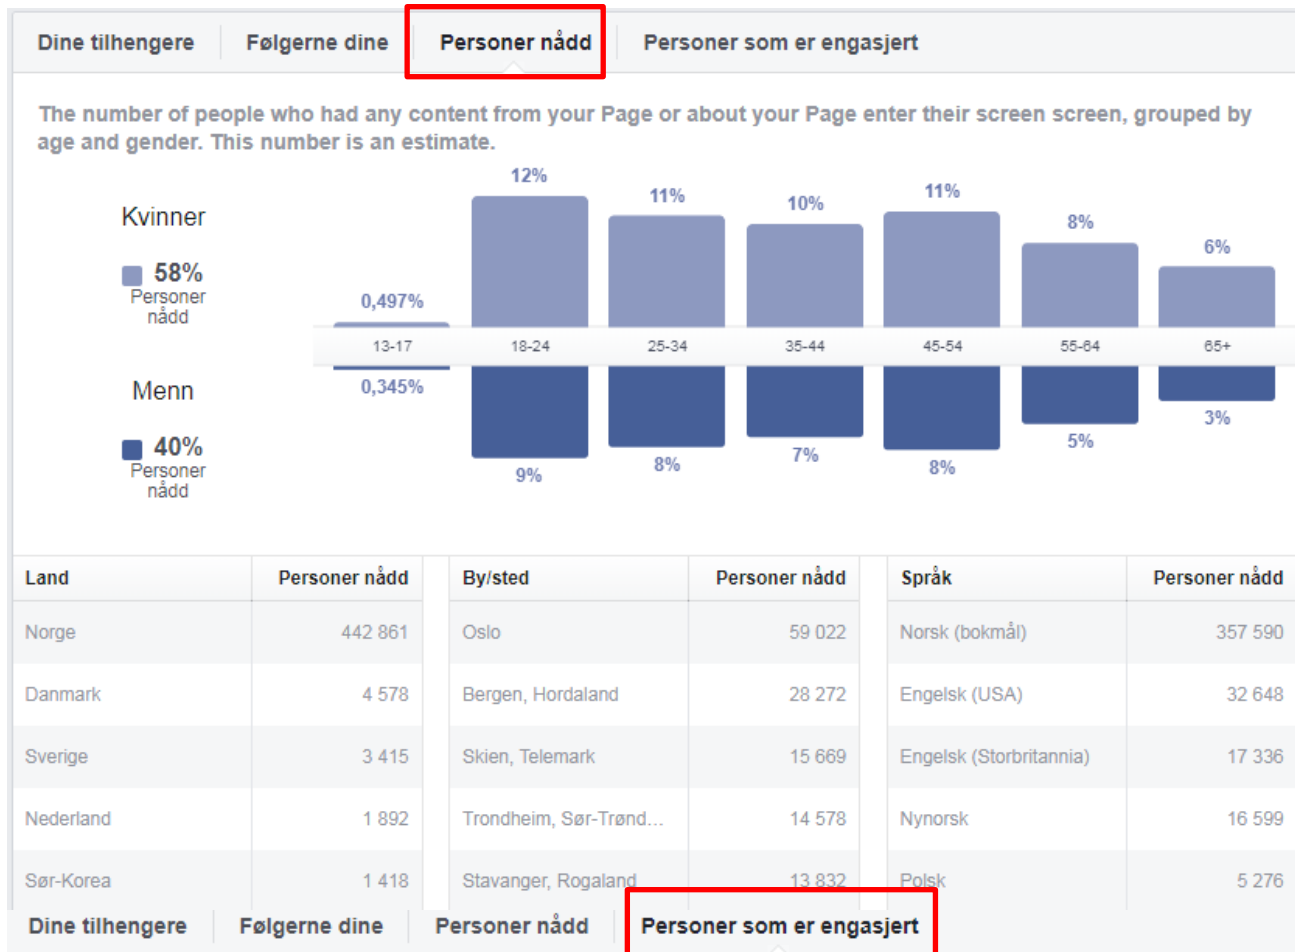 Dine tilhengere Følgerne dine Personer nådd Personer som er engasjert
The number of people who had any content from your Page or about your Page enter their screen screen, grouped by
age and gender. This number is an estimate.
Kvinner
58%
Personer
nådd
0,497% 12% 11% 10% 11% 8% 6%
13-17 18-24 25-34 35-44 45-54 55-64 65+
0,345% 9% 8% 7% 8% 5% 3%
Menn
40%
Personer
nådd
Land Personer nådd By/sted Personer nådd Språk Personer nådd
Norge 442 861 Oslo 59 022 Norsk (bokmål) 357 590
Danmark 4 578 Bergen, Hordaland 28 272 Engelsk (USA) 32 648
Sverige 3 415 Skien, Telemark 15 669 Engelsk (Storbritannia) 17 336
Nederland 1 892 Trondheim, Sør-Trønd... 14 578 Nynorsk 16 599
Sør-Korea 1 418 Stavanger, Rogaland 13 832 Polsk 5 276
Dine tilhengere Følgerne dine Personer nådd Personer som er engasjert